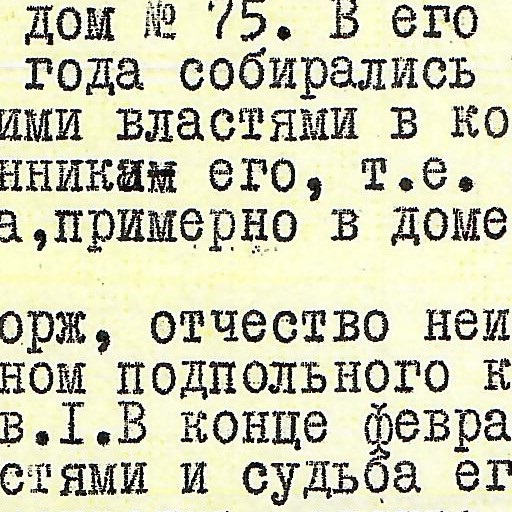 дом № 75. В его
года собирались
ими властями в ко
нникам его, т.е.
а,примерно в доме
орж, отчество неи
ном подпольного к
в.I.В конце февра
стями и судьба ег